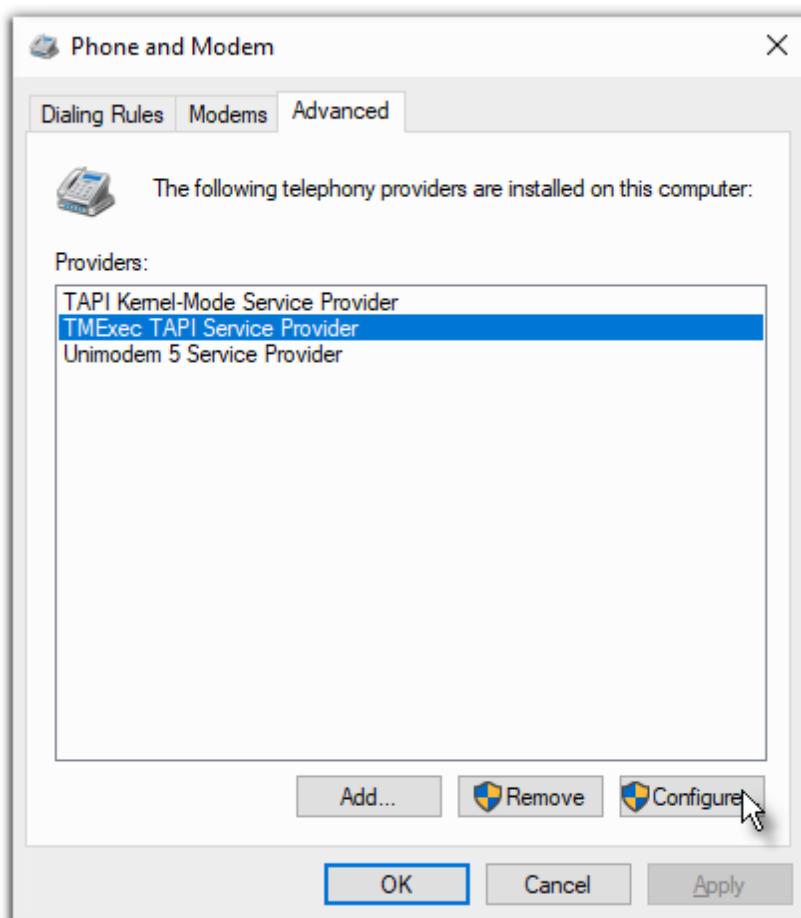 Phone and Modem
Dialing Rules Modems Advanced
The following telephony providers are installed on this computer:
Providers:
TAPI Kernel-Mode Service Provider
TMExec TAPI Service Provider
Unimodem 5 Service Provider
Add... Remove Configure
OK Cancel Apply